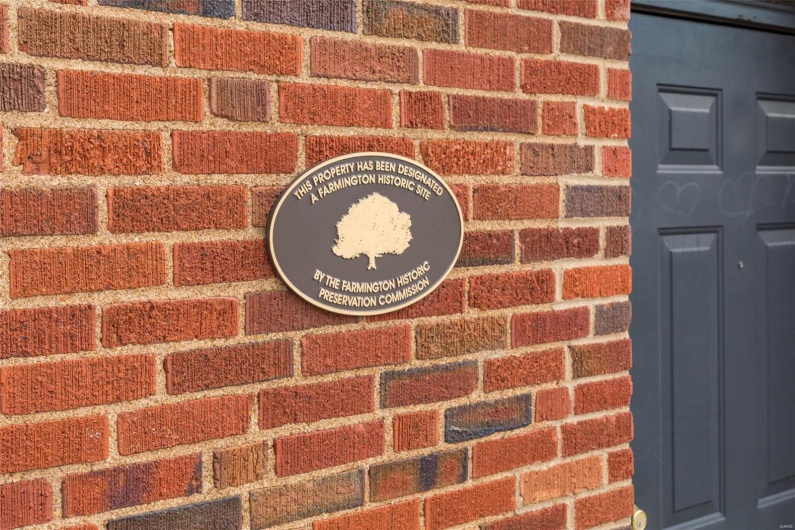 THIS PROPERTY HAS BEEN DESIGNATED
A FARMINGTON HISTORIC SITE
BY THE FARMINGTON HISTORIC
PRESERVATION COMMISSION